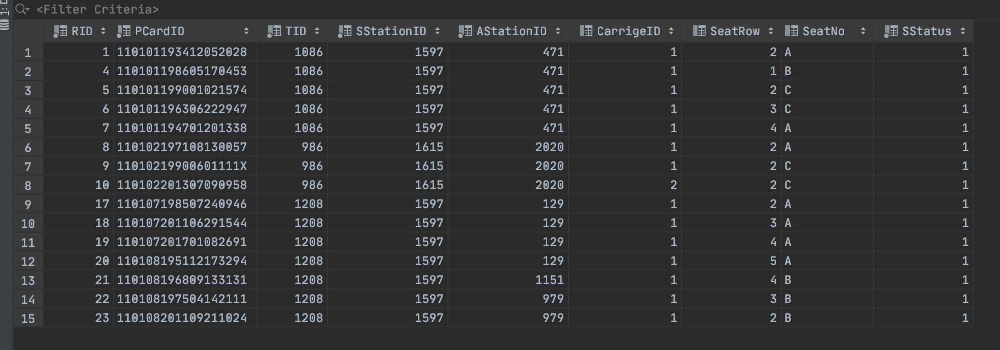 1: D
<Filter Criteria>
RID PCardID TID SStationID AStationID CarrigeID SeatRow SeatNo SStatus
1 1 110101193412052028 1086 1597 471 1 2 A 1
2 4 110101198605170453 1086 1597 471 1 1 B 1
3 5 110101199001021574 1086 1597 471 1 2 C 1
4 6 110101196306222947 1086 1597 471 1 3 C 1
5 7 110101194701201338 1086 1597 471 1 4 A 1
6 8 110102197108130057 986 1615 2020 1 2 A 1
7 9 11010219900601111X 986 1615 2020 1 2 C 1
8 10 110102201307090958 986 1615 2020 2 2 C 1
9 17 110107198507240946 1208 1597 129 1 2 A 1
10 18 110107201106291544 1208 1597 129 1 3 A 1
11 19 110107201701082691 1208 1597 129 1 4 A 1
12 20 110108195112173294 1208 1597 129 1 5 A 1
13 21 110108196809133131 1208 1597 1151 1 4 B 1
14 22 110108197504142111 1208 1597 979 1 3 B 1
15 23 110108201109211024 1208 1597 979 1 2 B 1